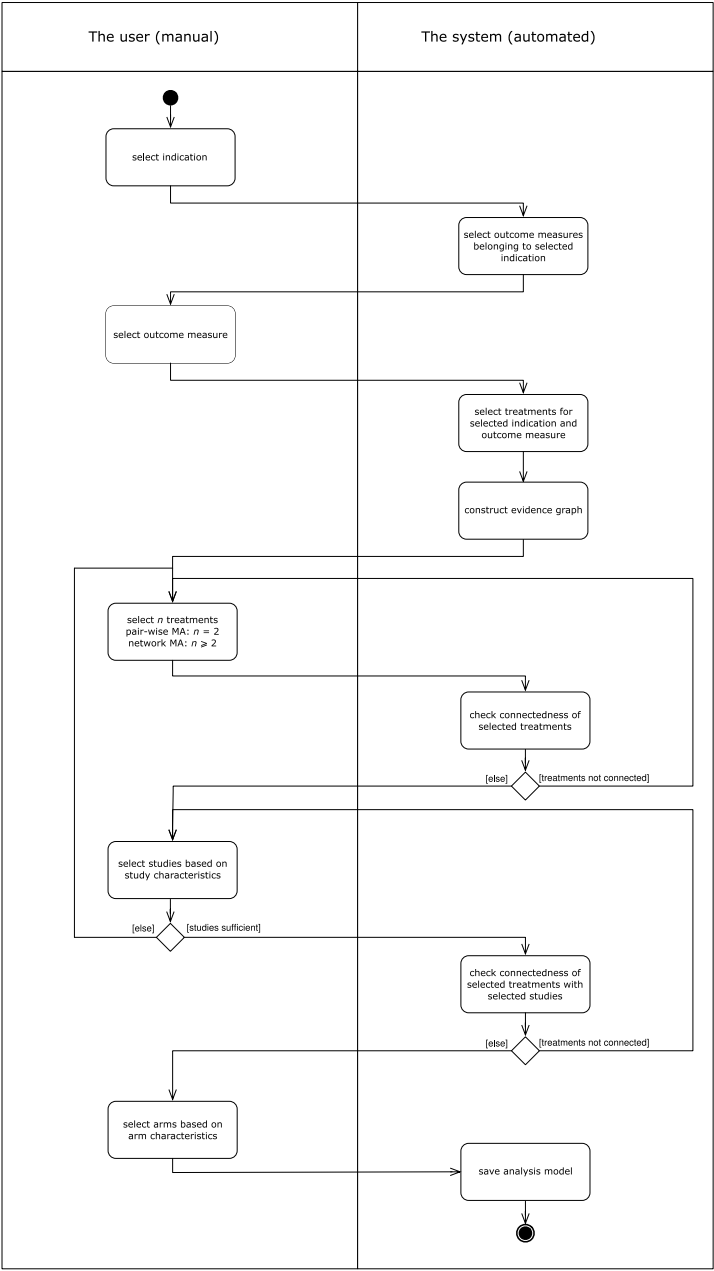 The user (manual)
The system (automated)
select indication
select outcome measures
belonging to selected
indication
select outcome measure
select treatments for
selected indication and
outcome measure
construct evidence graph
select n treatments
pair-wise MA: n = 2
network MA: n ⩾ 2
check connectedness of
selected treatments
[else]
[treatments not connected]
select studies based on
study characteristics
[else]
[studies sufficient]
check connectedness of
selected treatments with
selected studies
[else]
[treatments not connected]
select arms based on
arm characteristics
save analysis model